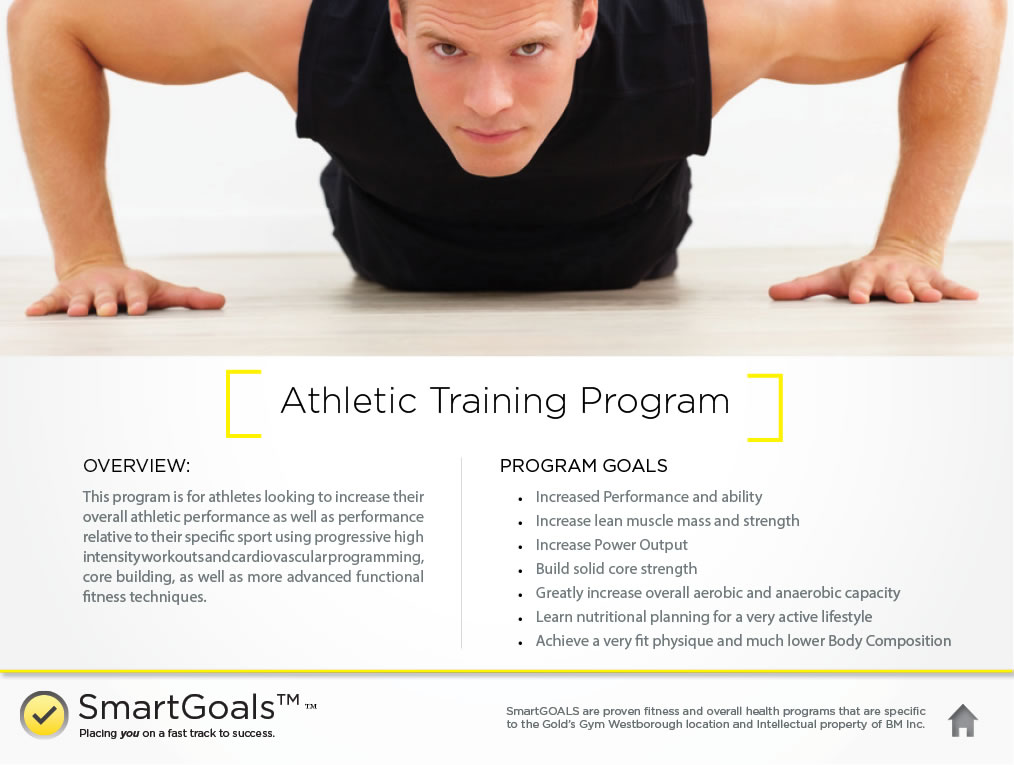 Athletic Training Program
OVERVIEW:
This program is for athletes looking to increase their
overall athletic performance as well as performance
relative to their specific sport using progressive high
intensity workouts and cardiovascular programming,
core building, as well as more advanced functional
fitness techniques.
PROGRAM GOALS
• Increased Performance and ability
• Increase lean muscle mass and strength
• Increase Power Output
• Build solid core strength
• Greatly increase overall aerobic and anaerobic capacity
• Learn nutritional planning for a very active lifestyle
• Achieve a very fit physique and much lower Body Composition
SmartGoals™ ™
Placing you on a fast track to success.
SmartGOALS are proven fitness and overall health programs that are specific
to the Gold's Gym Westborough location and Intellectual property of BM Inc.